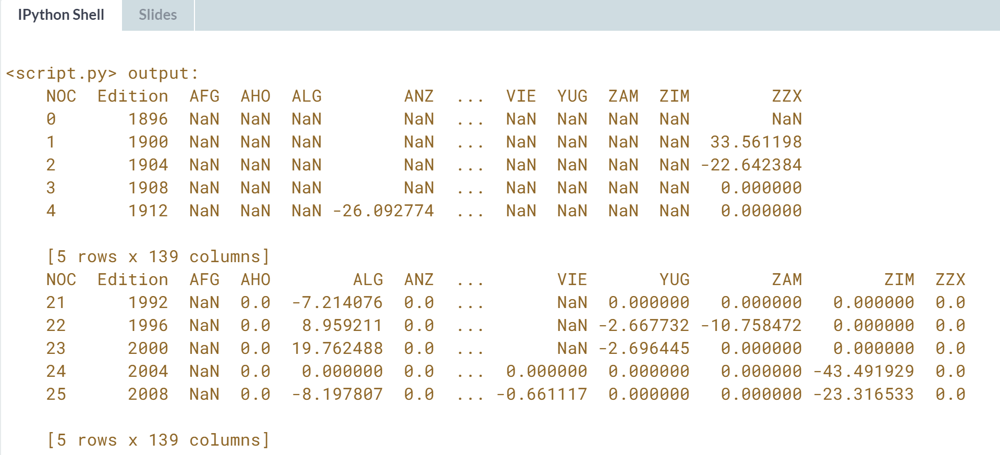 IPython Shell Slides
<script.py> output:
NOC  Edition  AFG  AHO  ALG        ANZ  ...  VIE  YUG  ZAM  ZIM        ZZX
0       1896  NaN  NaN  NaN        NaN  ...  NaN  NaN  NaN  NaN        NaN
1       1900  NaN  NaN  NaN        NaN  ...  NaN  NaN  NaN  NaN  33.561198
2       1904  NaN  NaN  NaN        NaN  ...  NaN  NaN  NaN  NaN -22.642384
3       1908  NaN  NaN  NaN        NaN  ...  NaN  NaN  NaN  NaN   0.000000
4       1912  NaN  NaN  NaN -26.092774  ...  NaN  NaN  NaN  NaN   0.000000
[5 rows x 139 columns]
NOC  Edition  AFG  AHO        ALG  ANZ  ...       VIE       YUG        ZAM        ZIM  ZZX
21      1992  NaN  0.0  -7.214076  0.0  ...       NaN  0.000000   0.000000   0.000000  0.0
22      1996  NaN  0.0   8.959211  0.0  ...       NaN -2.667732 -10.758472   0.000000  0.0
23      2000  NaN  0.0  19.762488  0.0  ...       NaN -2.696445   0.000000   0.000000  0.0
24      2004  NaN  0.0   0.000000  0.0  ...  0.000000  0.000000   0.000000 -43.491929  0.0
25      2008  NaN  0.0  -8.197807  0.0  ... -0.661117  0.000000   0.000000 -23.316533  0.0
[5 rows x 139 columns]